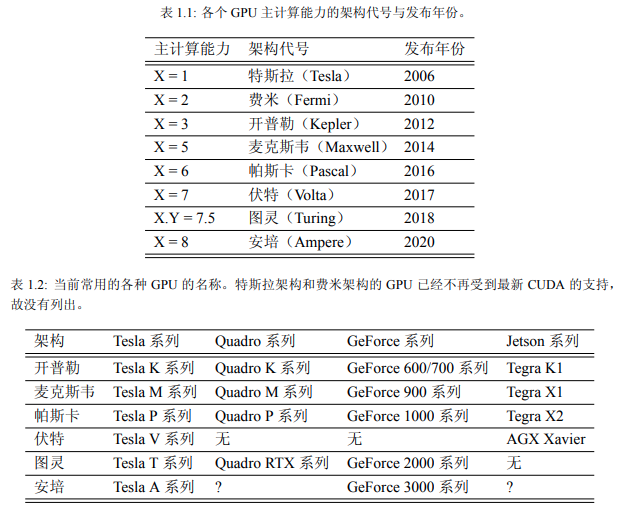 表 1.1: 各个 GPU 主计算能力的架构代号与发布年份。
主计算能力 架构代号 发布年份
X = 1 特斯拉（Tesla） 2006
X = 2 费米（Fermi） 2010
X = 3 开普勒（Kepler） 2012
X = 5 麦克斯韦（Maxwell） 2014
X = 6 帕斯卡（Pascal） 2016
X = 7 伏特（Volta） 2017
X.Y = 7.5 图灵（Turing） 2018
X = 8 安培（Ampere） 2020
表 1.2: 当前常用的各种 GPU 的名称。特斯拉架构和费米架构的 GPU 已经不再受到最新 CUDA 的支持，
故没有列出。
架构 Tesla 系列 Quadro 系列 GeForce 系列 Jetson 系列
开普勒 Tesla K 系列 Quadro K 系列 GeForce 600/700 系列 Tegra K1
麦克斯韦 Tesla M 系列 Quadro M 系列 GeForce 900 系列 Tegra X1
帕斯卡 Tesla P 系列 Quadro P 系列 GeForce 1000 系列 Tegra X2
伏特 Tesla V 系列 无 无 AGX Xavier
图灵 Tesla T 系列 Quadro RTX 系列 GeForce 2000 系列 无
安培 Tesla A 系列 ? GeForce 3000 系列 ?